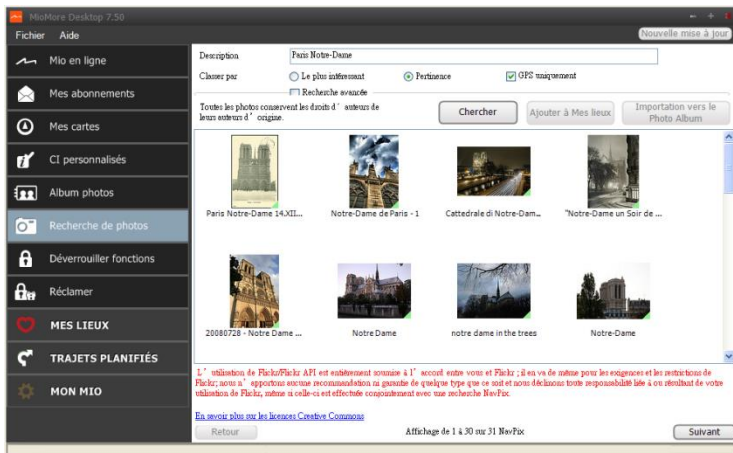 MioMore Desktop 7.50
Fichier Aide
Nouvelle mise à jour
Mio en ligne
Mes abonnements
Mes cartes
CI personnalisés
Album photos
Recherche de photos
Déverrouiller fonctions
Réclamer
MES LIEUX
TRAJETS PLANIFIÉS
MON MIO
Description
Paris Notre-Dame
Classer par
Le plus intéressant
Pertinence
GPS uniquement
Recherche avancée
Toutes les photos conservent les droits d'auteurs de
leurs auteurs d'origine.
Chercher
Ajouter à Mes lieux
Importation vers le
Photo Album
Paris Notre-Dame 14.XII...
Notre-Dame de Paris - 1
Cattedrale di Notre-Dam...
"Notre-Dame un Soir de ...
20080728 - Notre Dame ...
Notre Dame
notre dame in the trees
Notre-Dame
L'utilisation de Flickr/Flickr API est entièrement soumise à l'accord entre vous et Flickr ; il en va de même pour les exigences et les restrictions de
Flickr; nous n'apportons aucune recommandation ni garantie de quelque type que ce soit et nous déclinons toute responsabilité liée à ou résultant de votre
utilisation de Flickr, même si celle-ci est effectuée conjointement avec une recherche NavPix.
En savoir plus sur les licences Creative Commons
Retour
Affichage de 1 à 30 sur 31 NavPix
Suivant